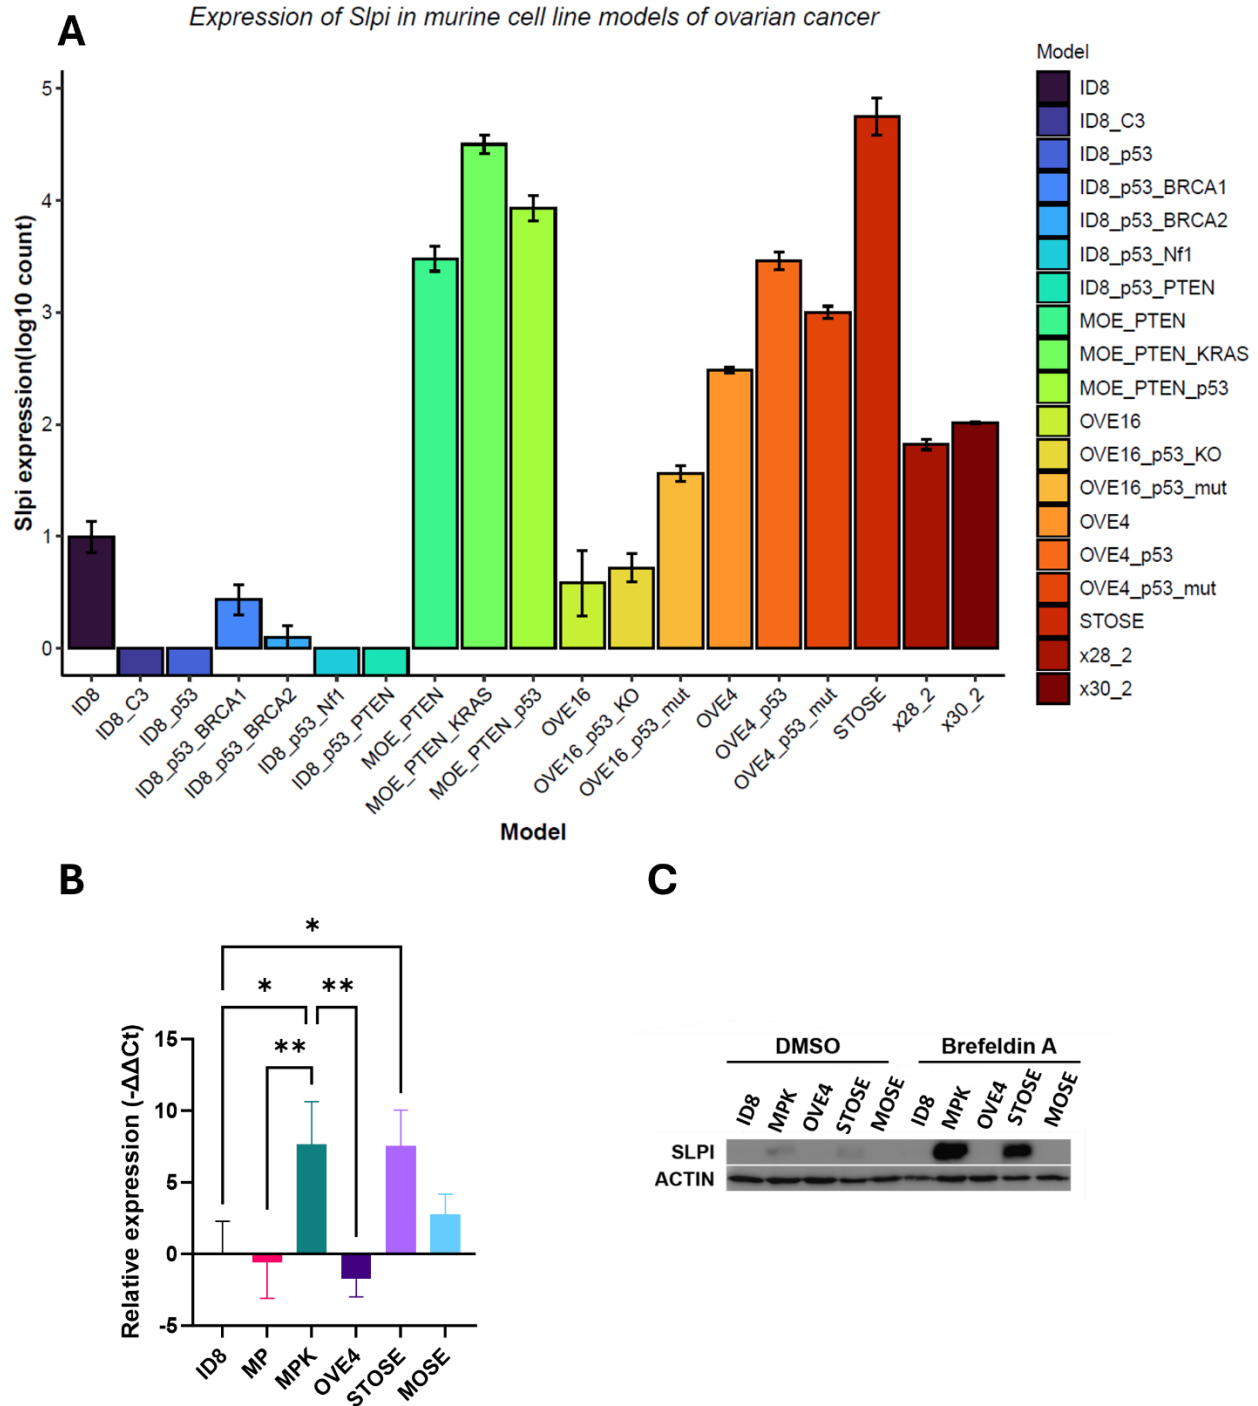 Expression of Slpi in murine cell line models of ovarian cancer
A
Slpi expression(log10 count)
5
4
3
2
1
0
ID8
ID8_C3
ID8_p53
ID8_p53_BRCA1
ID8_p53_BRCA2
ID8_p53_Nf1
ID8_p53_PTEN
MOE_PTEN
MOE_PTEN_KRAS
MOE_PTEN_p53
OVE16
OVE16_p53_KO
OVE16_p53_mut
OVE4
OVE4_p53
OVE4_p53_mut
STOSE
x28_2
x30_2
Model
Model
ID8
ID8_C3
ID8_p53
ID8_p53_BRCA1
ID8_p53_BRCA2
ID8_p53_Nf1
ID8_p53_PTEN
MOE_PTEN
MOE_PTEN_KRAS
MOE_PTEN_p53
OVE16
OVE16_p53_KO
OVE16_p53_mut
OVE4
OVE4_p53
OVE4_p53_mut
STOSE
x28_2
x30_2
B
*
* **
**
Relative expression (-ΔΔCt)
15
10
5
0
-5
ID8
MP
MPK
OVE4
STOSE
MOSE
C
DMSO Brefeldin A
ID8 MPK OVE4 STOSE MOSE ID8 MPK OVE4 STOSE MOSE
SLPI
ACTIN